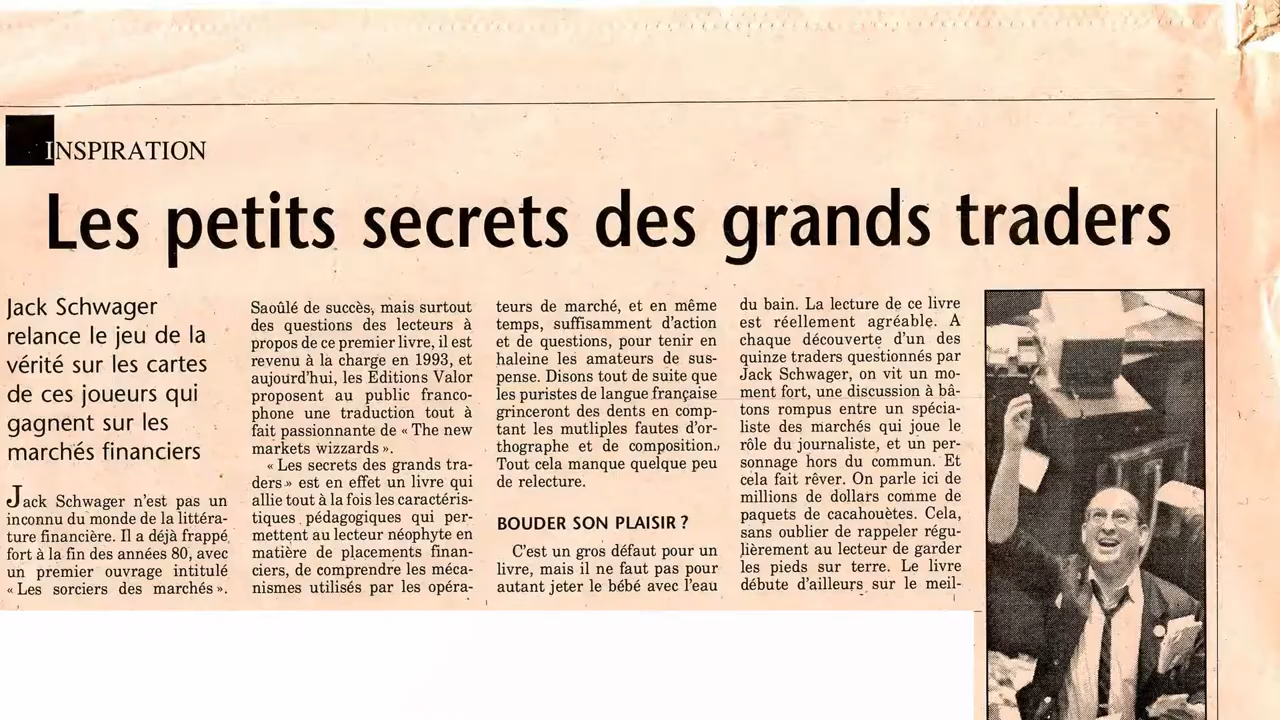 INSPIRATION
Les petits secrets des grands traders
Jack Schwager
relance le jeu de la
vérité sur les cartes
de ces joueurs qui
gagnent sur les
marchés financiers
Jack Schwager n'est pas un
inconnu du monde de la littéra-
ture financière. Il a déjà frappé
fort à la fin des années 80, avec
un premier ouvrage intitulé
« Les sorciers des marchés ».
Saoûlé de succès, mais surtout
des questions des lecteurs à
propos de ce premier livre, il est
revenu à la charge en 1993, et
aujourd'hui, les Editions Valor
proposent au public franco-
phone une traduction tout à
fait passionnante de « The new
markets wizzards ».
« Les secrets des grands tra-
ders » est en effet un livre qui
allie tout à la fois les caractéris-
tiques pédagogiques qui per-
mettent au lecteur néophyte en
matière de placements finan-
ciers, de comprendre les méca-
nismes utilisés par les opéra-
teurs de marché, et en même
temps, suffisamment d'action
et de questions, pour tenir en
haleine les amateurs de sus-
pense. Disons tout de suite que
les puristes de langue française
grinceront des dents en comp-
tant les mutliples fautes d'or-
thographe et de composition.
Tout cela manque quelque peu
de relecture.
BOUDER SON PLAISIR ?
C'est un gros défaut pour un
livre, mais il ne faut pas pour
autant jeter le bébé avec l'eau
du bain. La lecture de ce livre
est réellement agréable. A
chaque découverte d'un des
quinze traders questionnés par
Jack Schwager, on vit un mo-
ment fort, une discussion à bâ-
tons rompus entre un spécia-
liste des marchés qui joue le
rôle du journaliste, et un per-
sonnage hors du commun. Et
cela fait rêver. On parle ici de
millions de dollars comme de
paquets de cacahouètes. Cela,
sans oublier de rappeler régu-
lièrement au lecteur de garder
les pieds sur terre. Le livre
débute d'ailleurs sur le meil-